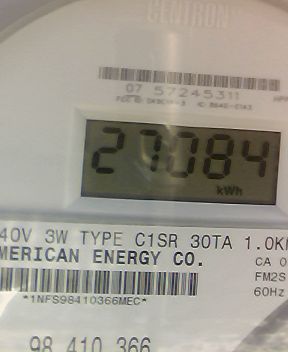 CENTRON
07 57245311
27084
kWh
40V 3W TYPE C1SR 30TA 1.0K
MERICAN ENERGY CO.
CA 0
FM2S
60Hz
*1NFS98410366MEC*
98 410 366